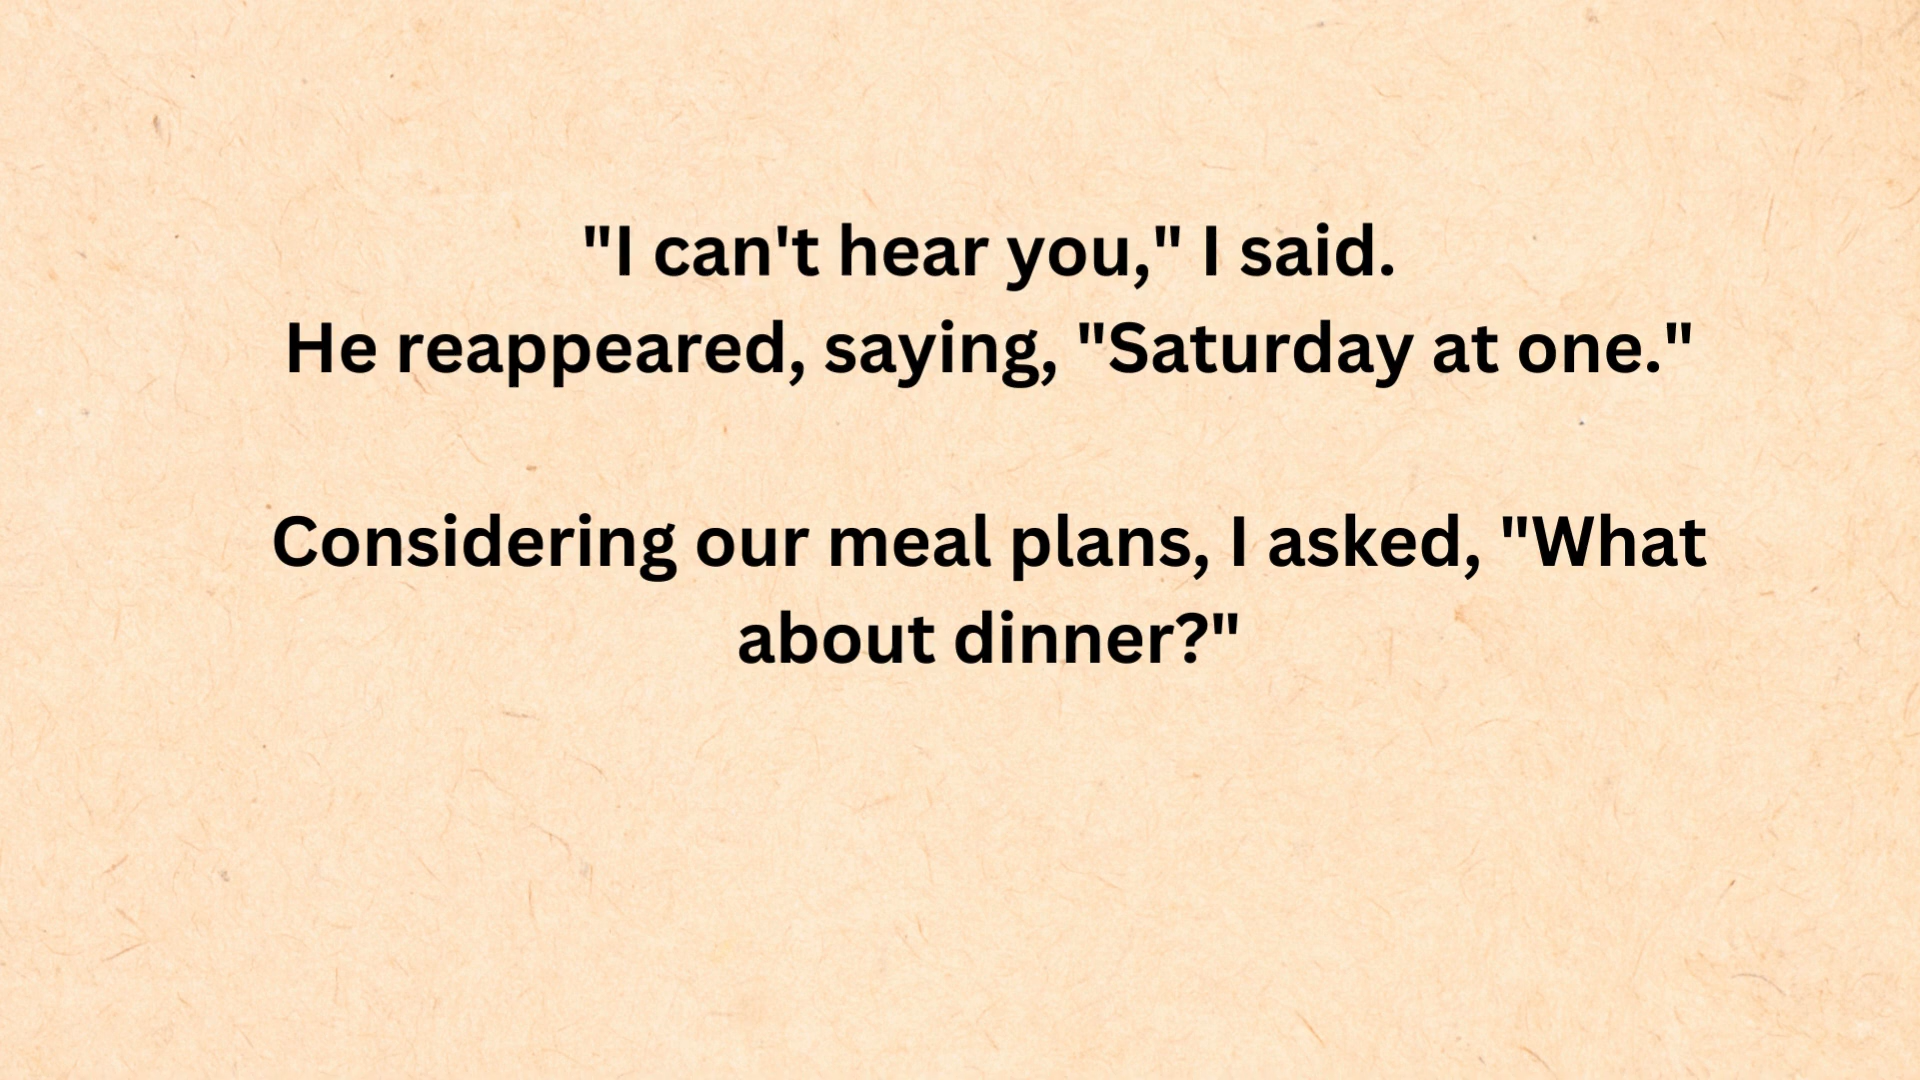 "I can't hear you," I said.
He reappeared, saying, "Saturday at one."
Considering our meal plans, I asked, "What
about dinner?"